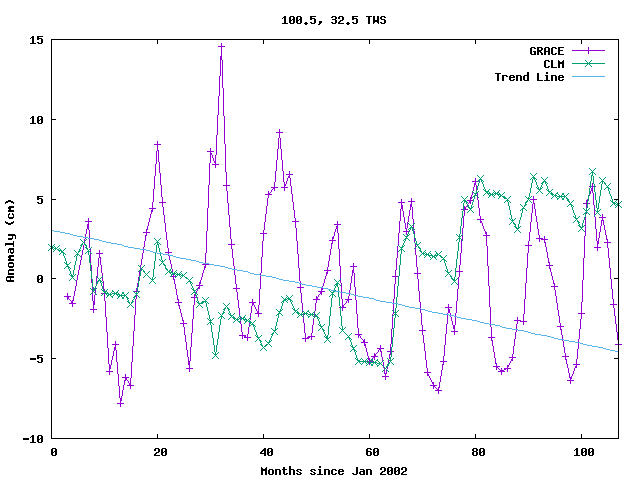 100.5, 32.5 TWS
GRACE
CLM
Trend Line
15
10
5
0
-5
-10
Anomaly (cm)
0 20 40 60 80 100
Months since Jan 2002